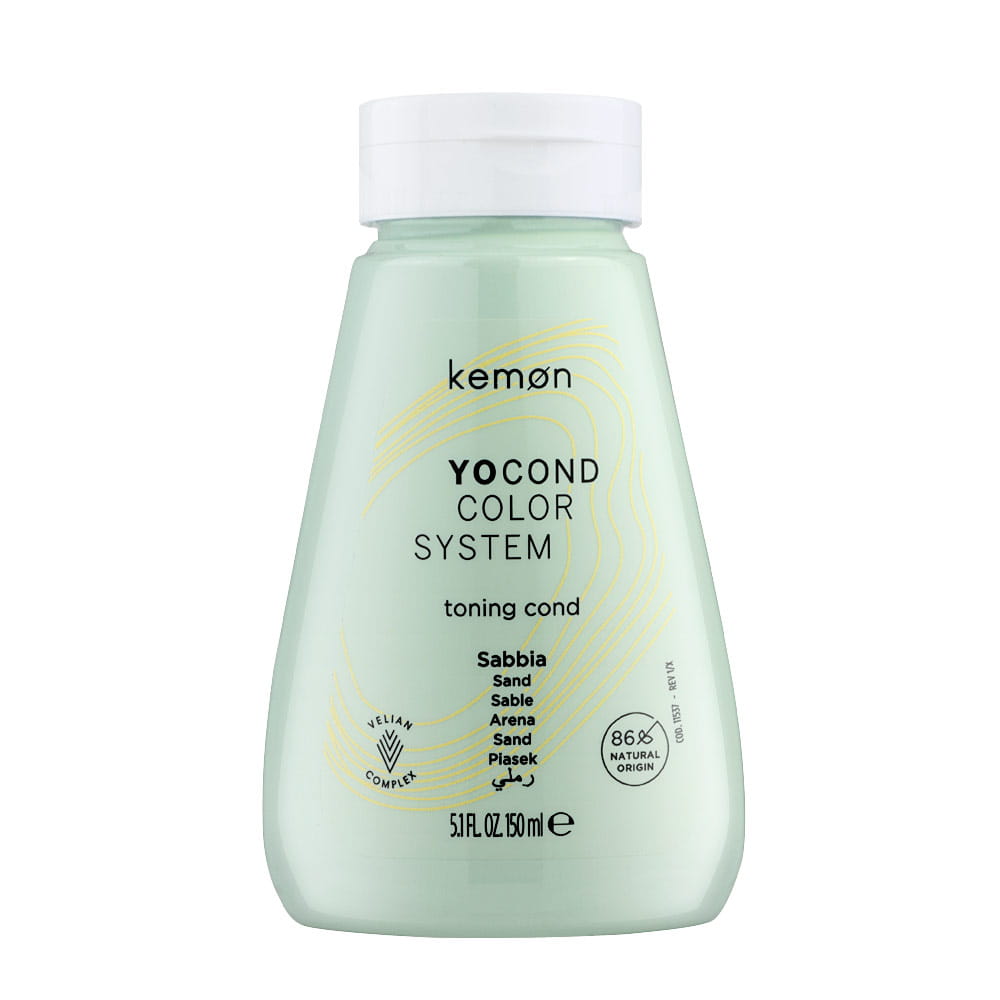 kemøn
YOCOND
COLOR
SYSTEM
toning cond
Sabbia
Sand
Sable
Arena
Sand
Piasek
رملي
VELIAN
COMPLEX
86%
NATURAL
ORIGIN
COD. 11537 - REV 1/X
5.1 FL. OZ. 150 ml ℮